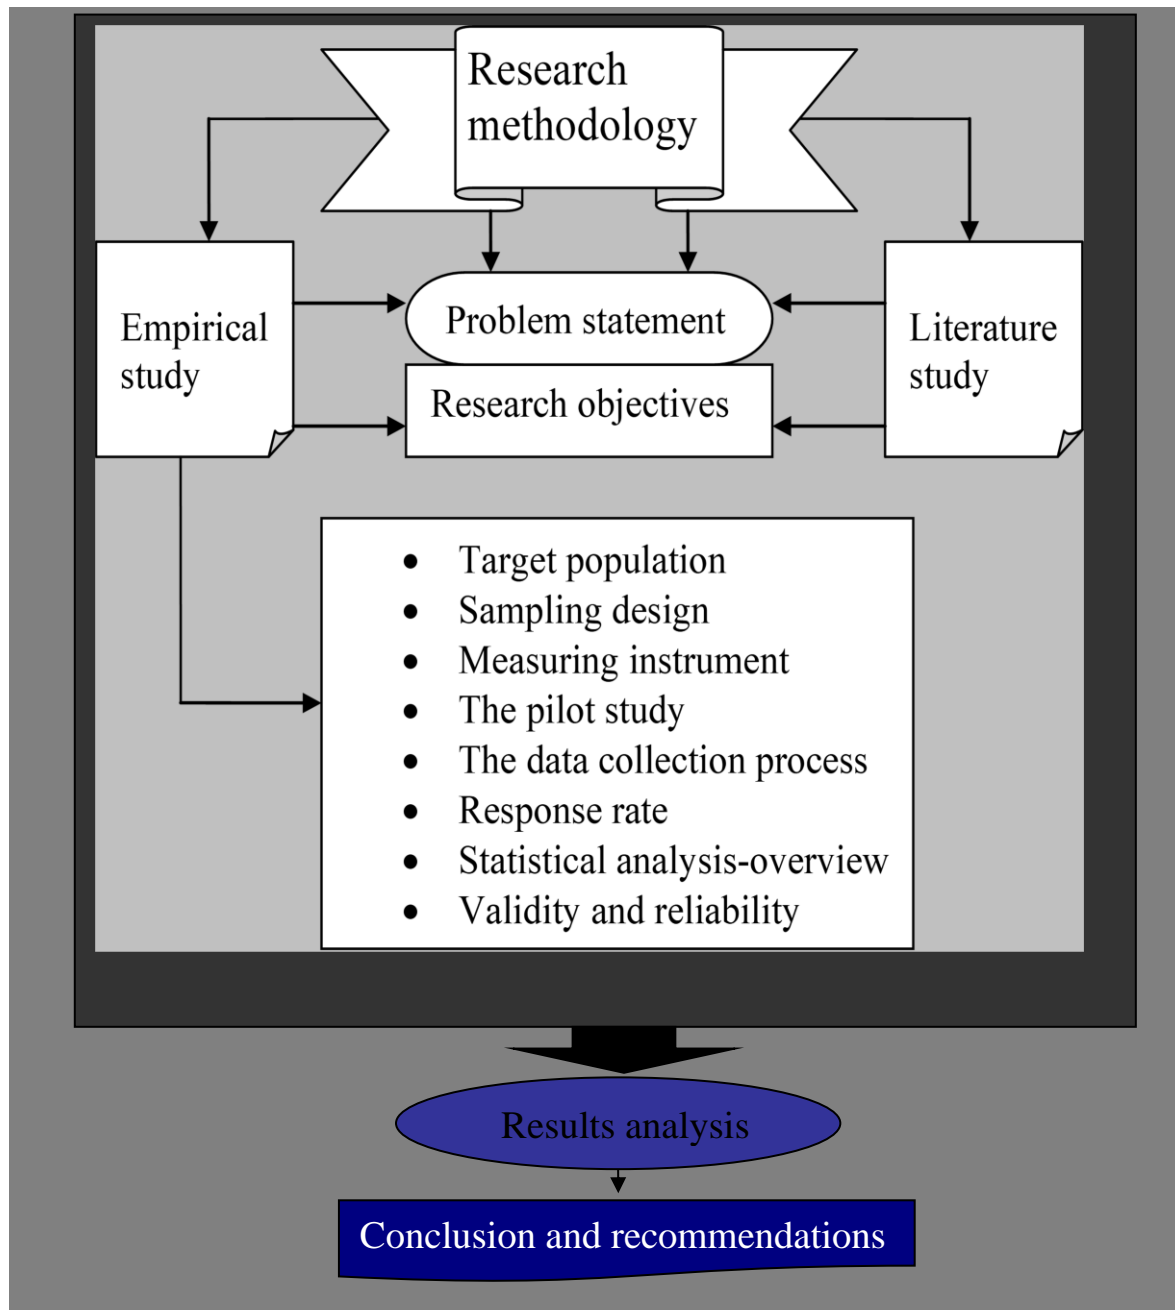 Research
methodology
Problem statement
Empirical
study
Literature
study
Research objectives
• Target population
• Sampling design
• Measuring instrument
• The pilot study
• The data collection process
• Response rate
• Statistical analysis-overview
• Validity and reliability
Results analysis
Conclusion and recommendations